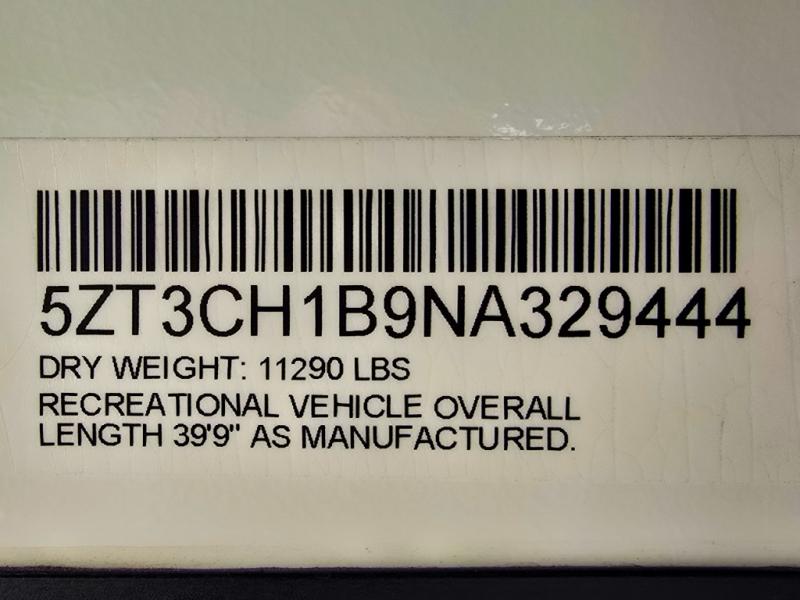 5ZT3CH1B9NA329444
DRY WEIGHT: 11290 LBS
RECREATIONAL VEHICLE OVERALL
LENGTH 39'9" AS MANUFACTURED.